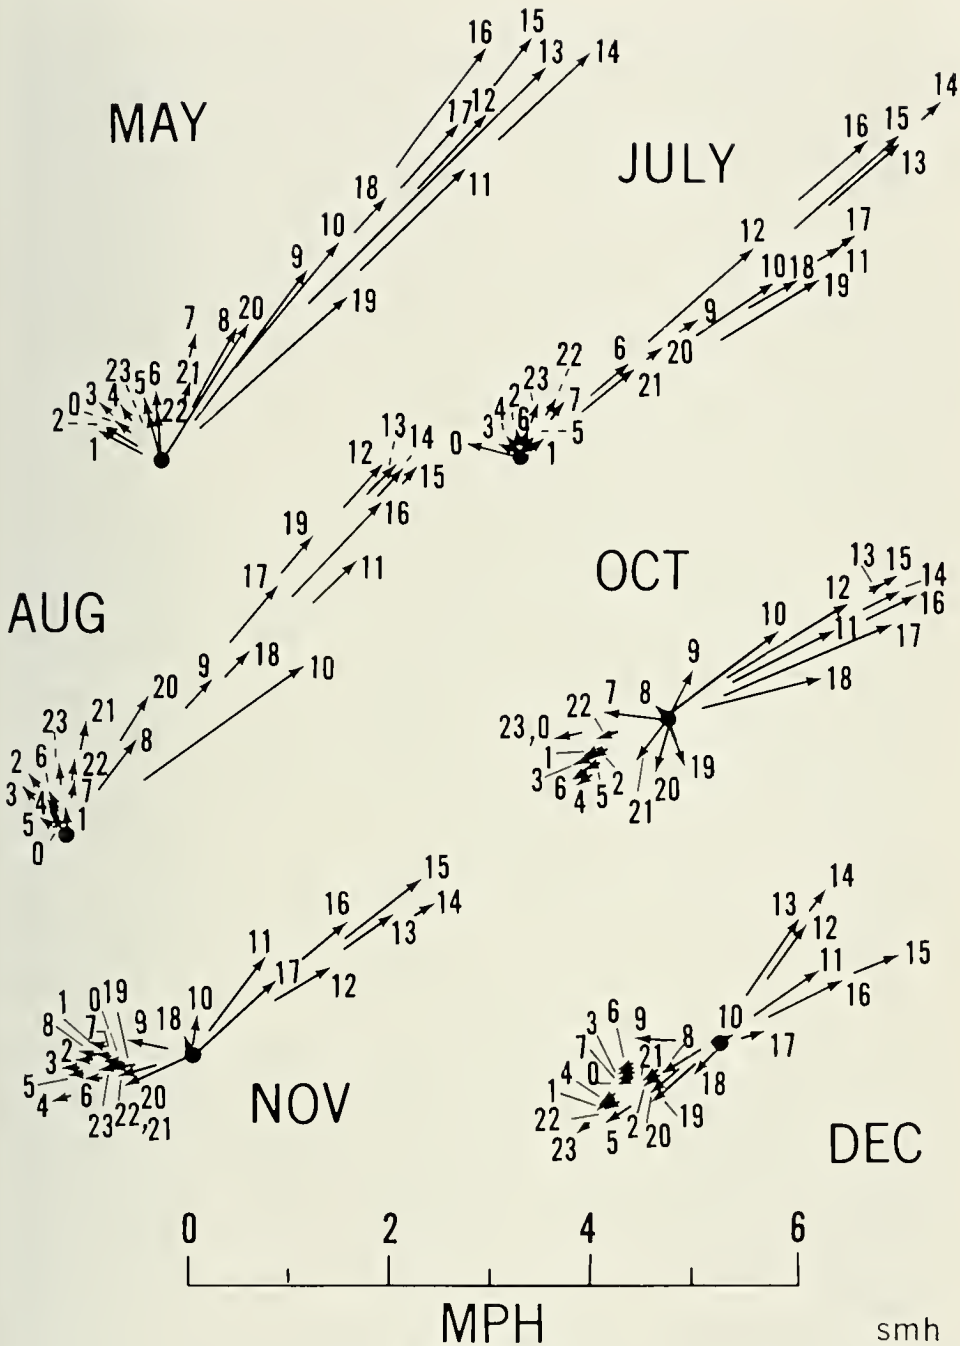 MAY
16 15 13 14
17 12
18 11
10
9
19
7 8 20
23 6 21
0 3 4 5 22
2
1
JULY
14
16 15
13
12 17
10 18 11
19
9
6 20
22 21
2 23 7
4 6 5
3
0 1
AUG
13 14
12 15
16
19
17 11
9 18
20 10
21
23 8
2 6 22
3 4 7
5 1
0
OCT
13 15
12 14
16
10 11 17
9 18
7 8
22
23,0
1
3 2 19
6 5 20
4 21
NOV
15
16 14
13
11
17 12
1 0 19 10
8 7 9 18
2
3
5 6
4 20
23 22,21
DEC
14
13 12
11 15
16
10
17
6 9
3 8
7 21
4 0 18
1
22 2 19
23 5 20
0 2 4 6
MPH
smh